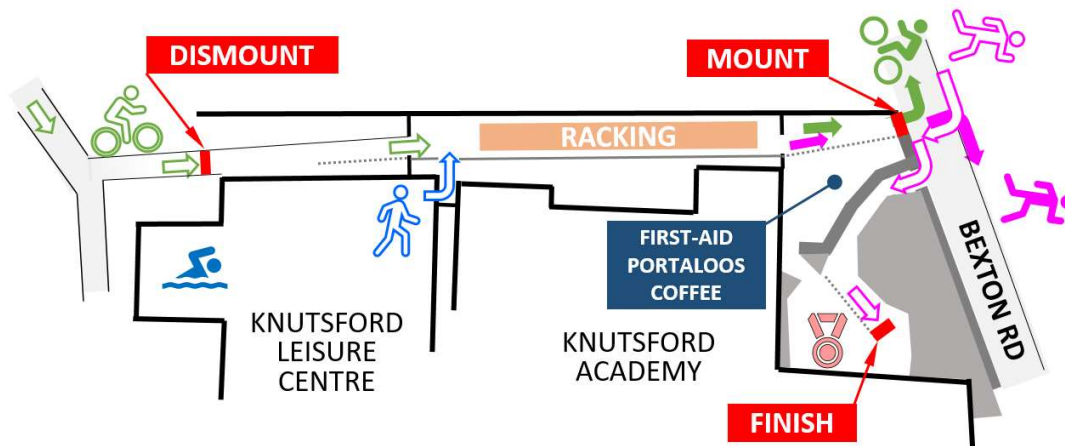 DISMOUNT
MOUNT
RACKING
FIRST-AID
PORTALOOS
COFFEE
BEXTON RD
KNUTSFORD
LEISURE
CENTRE
KNUTSFORD
ACADEMY
FINISH